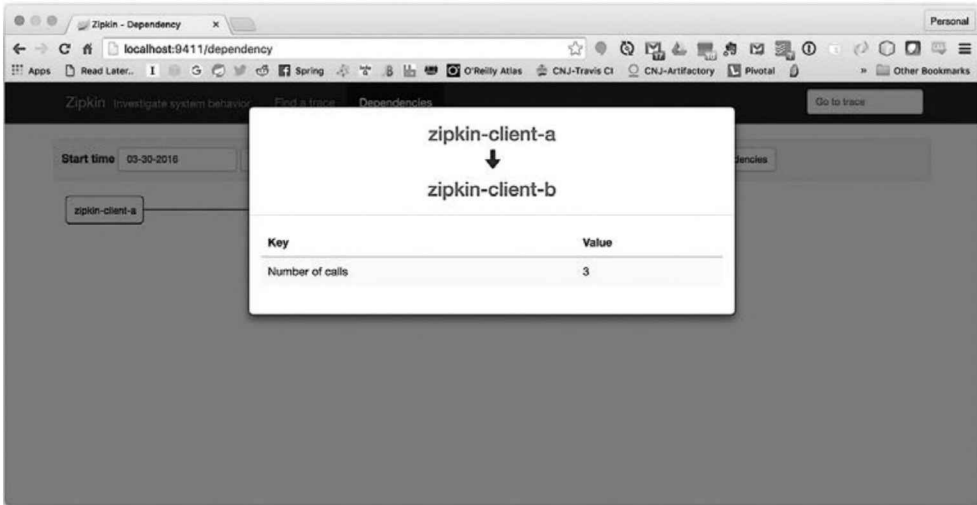 Zipkin - Dependency
Personal
localhost:9411/dependency
Apps Read Later.. Spring O'Reilly Atlas CNJ-Travis CI CNJ-Artifactory Pivotal » Other Bookmarks
Zipkin Investigate system behavior Find a trace Dependencies Go to trace
Start time 03-30-2016
zipkin-client-a
zipkin-client-a
zipkin-client-b
Key Value
Number of calls 3